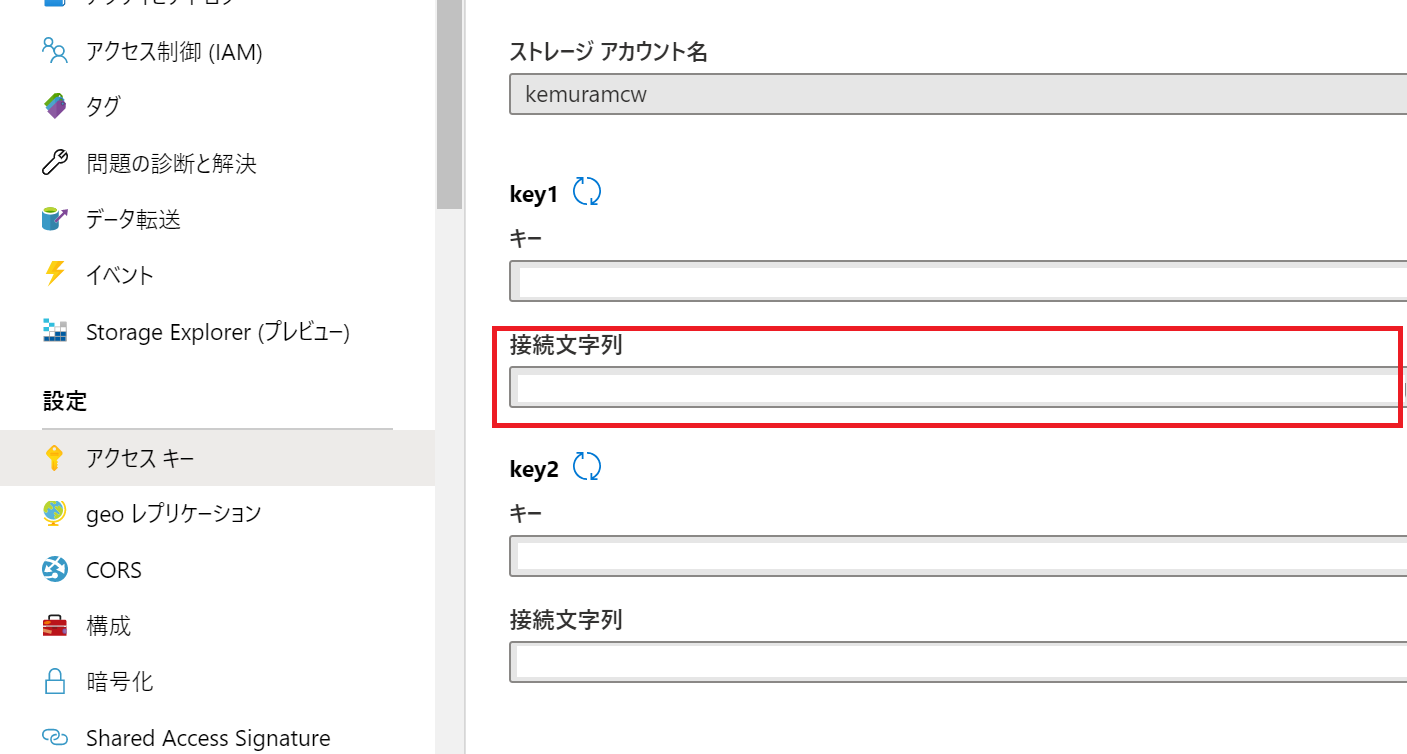 アクセス制御 (IAM)
タグ
問題の診断と解決
データ転送
イベント
Storage Explorer (プレビュー)
設定
アクセス キー
geo レプリケーション
CORS
構成
暗号化
Shared Access Signature
ストレージ アカウント名
kemuramcw
key1
キー
接続文字列
key2
キー
接続文字列